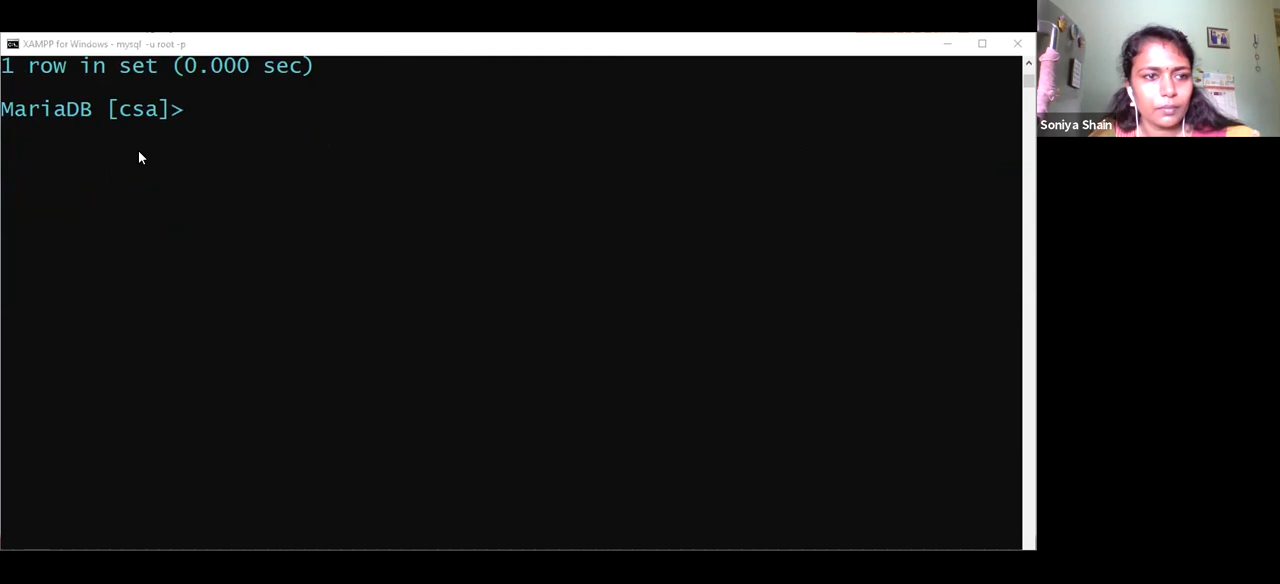 XAMPP for Windows - mysql -u root -p
1 row in set (0.000 sec)
MariaDB [csa]>
Soniya Shain